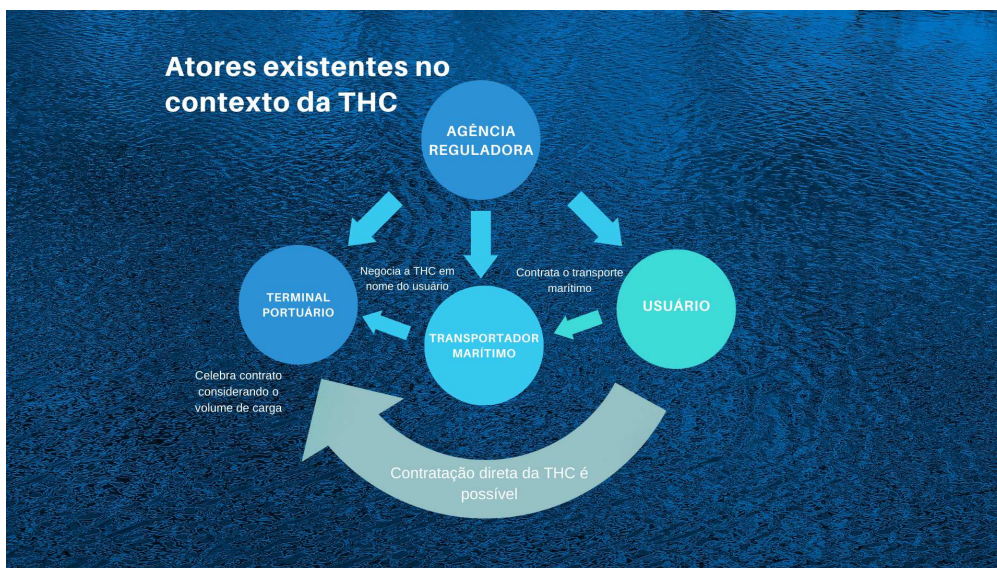 Atores existentes no
contexto da THC
AGÊNCIA
REGULADORA
Negocia a THC em
nome do usuário
Contrata o transporte
marítimo
TERMINAL
PORTUÁRIO
TRANSPORTADOR
MARÍTIMO
USUÁRIO
Celebra contrato
considerando o
volume de carga
Contratação direta da THC é
possível